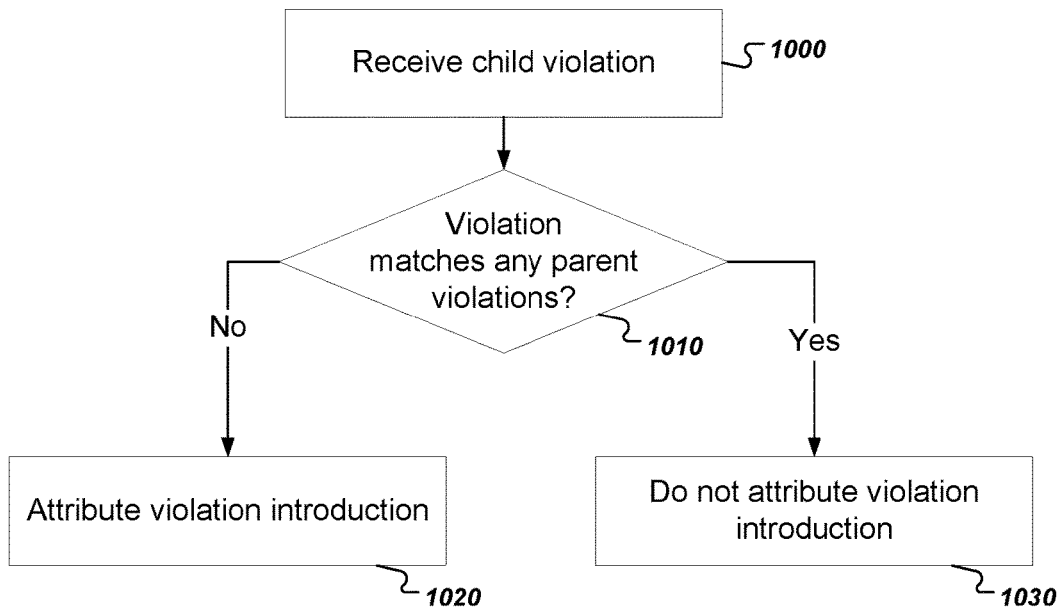 Receive child violation
1000
Violation
matches any parent
violations?
1010
No
Yes
Attribute violation introduction
1020
Do not attribute violation
introduction
1030